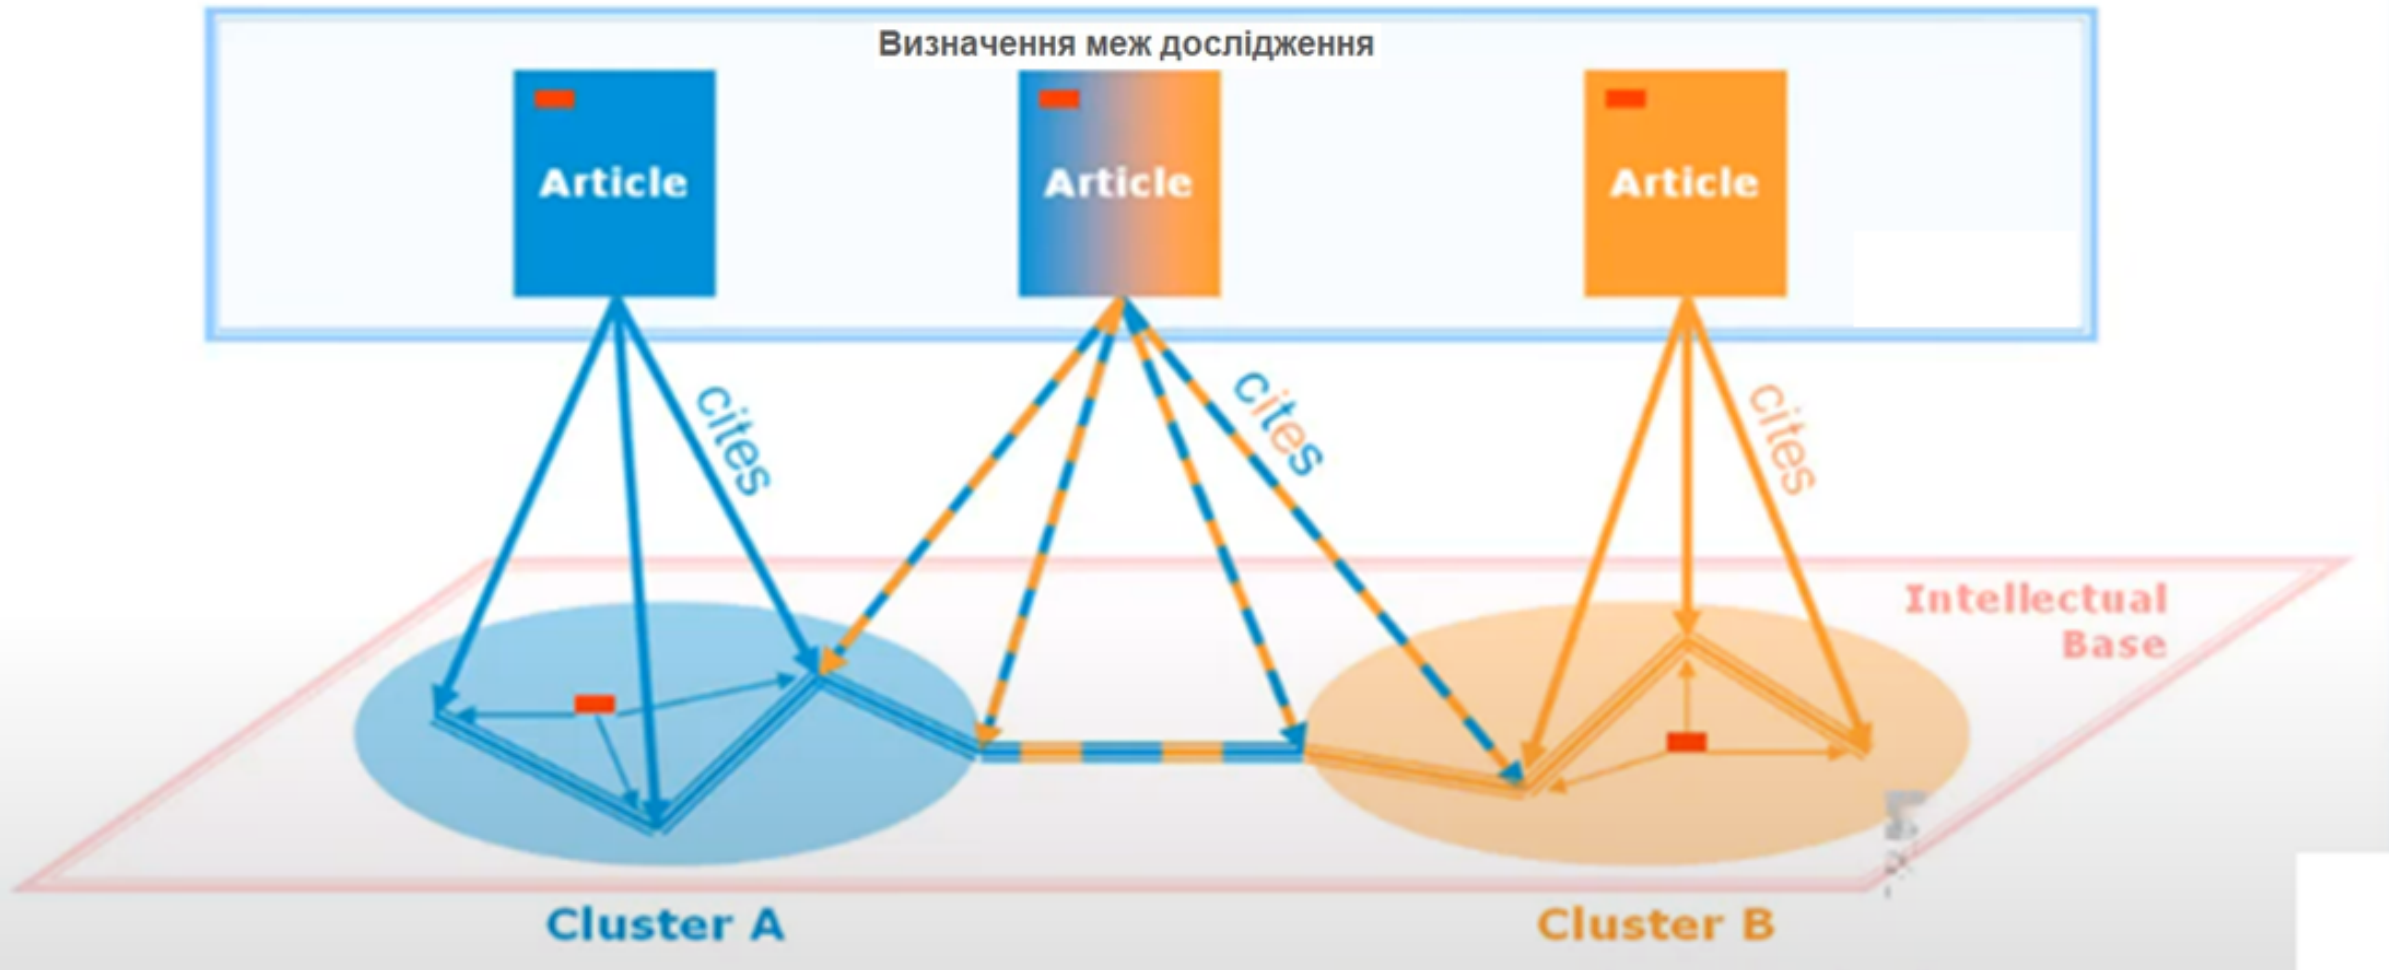 Визначення меж дослідження
Article
Article
Article
cites
cites
cites
Intellectual
Base
Cluster A
Cluster B